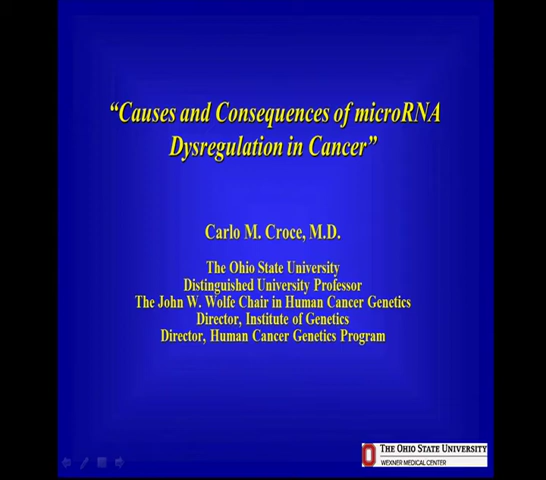 “Causes and Consequences of microRNA
Dysregulation in Cancer”
Carlo M. Croce, M.D.
The Ohio State University
Distinguished University Professor
The John W. Wolfe Chair in Human Cancer Genetics
Director, Institute of Genetics
Director, Human Cancer Genetics Program
THE OHIO STATE UNIVERSITY
WEXNER MEDICAL CENTER